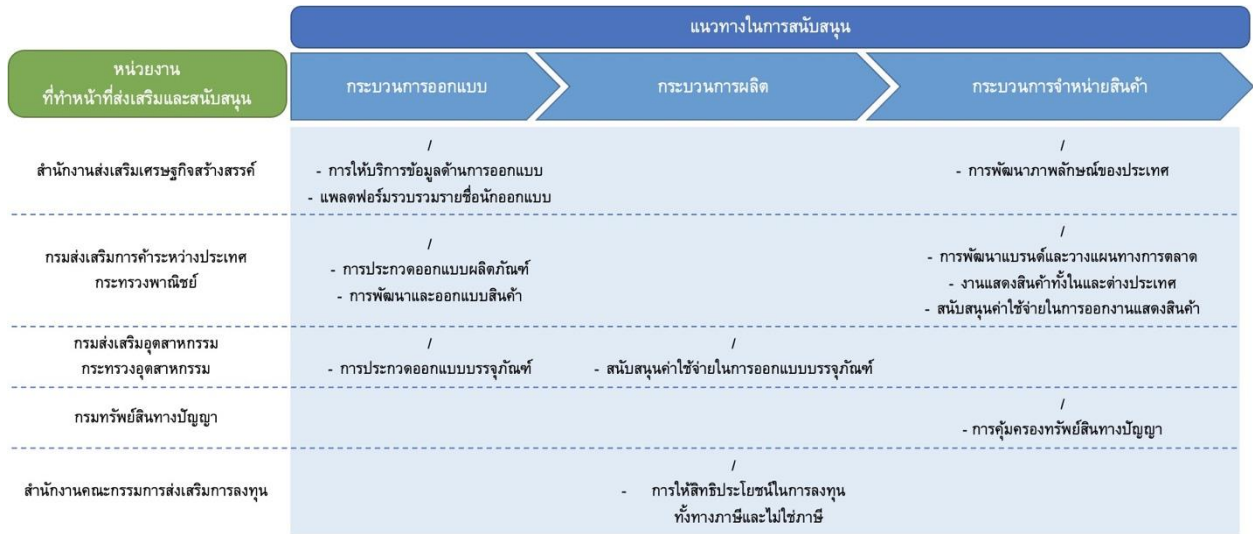 แนวทางในการสนับสนุน
หน่วยงาน
ที่ทำหน้าที่ส่งเสริมและสนับสนุน
กระบวนการออกแบบ
กระบวนการผลิต
กระบวนการจำหน่ายสินค้า
สำนักงานส่งเสริมเศรษฐกิจสร้างสรรค์
/
- การให้บริการข้อมูลด้านการออกแบบ
- แพลตฟอร์มรวบรวมรายชื่อนักออกแบบ
/
- การพัฒนาภาพลักษณ์ของประเทศ
กรมส่งเสริมการค้าระหว่างประเทศ
กระทรวงพาณิชย์
/
- การประกวดออกแบบผลิตภัณฑ์
- การพัฒนาและออกแบบสินค้า
/
- การพัฒนาแบรนด์และวางแผนทางการตลาด
- งานแสดงสินค้าทั้งในและต่างประเทศ
- สนับสนุนค่าใช้จ่ายในการออกงานแสดงสินค้า
กรมส่งเสริมอุตสาหกรรม
กระทรวงอุตสาหกรรม
/
- การประกวดออกแบบบรรจุภัณฑ์
/
- สนับสนุนค่าใช้จ่ายในการออกแบบบรรจุภัณฑ์
กรมทรัพย์สินทางปัญญา
/
- การคุ้มครองทรัพย์สินทางปัญญา
สำนักงานคณะกรรมการส่งเสริมการลงทุน
/
- การให้สิทธิประโยชน์ในการลงทุน
ทั้งทางภาษีและไม่ใช่ภาษี